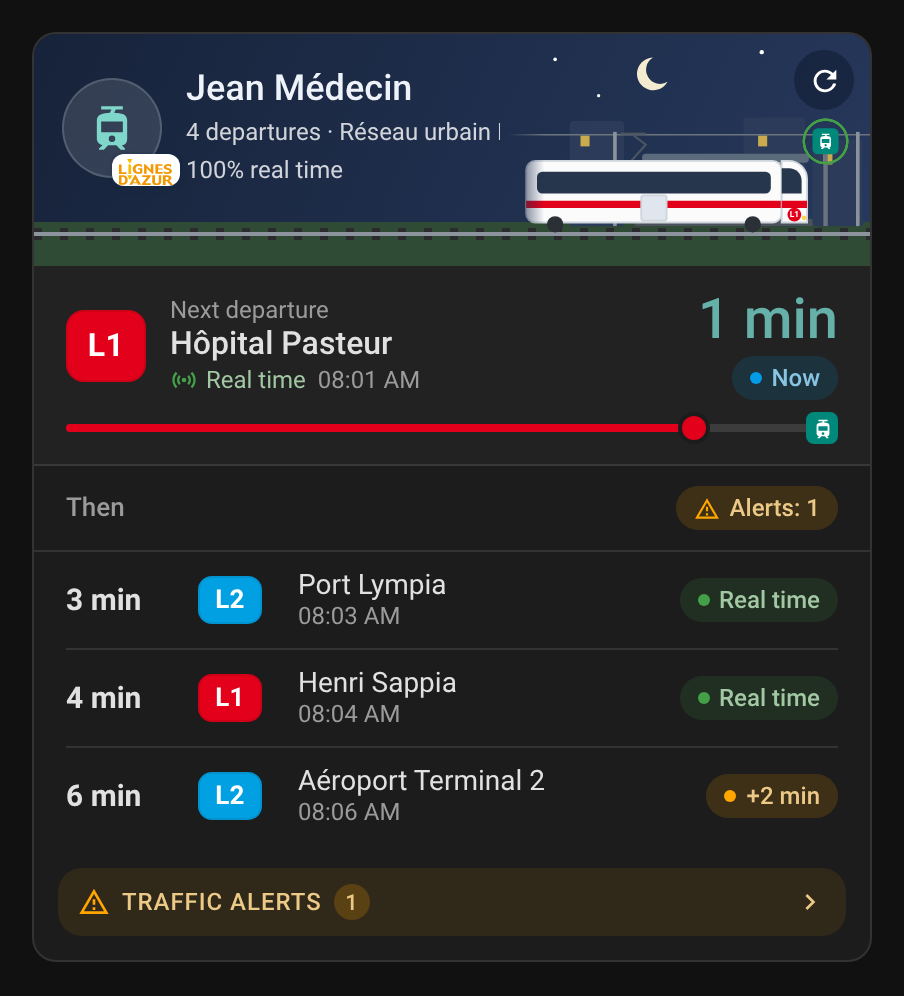 Jean Médecin
4 departures · Réseau urbain
100% real time
LIGNES
D'AZUR
L1
L1
Next departure
Hôpital Pasteur
Real time 08:01 AM
1 min
Now
Then
Alerts: 1
3 min
L2
Port Lympia
08:03 AM
Real time
4 min
L1
Henri Sappia
08:04 AM
Real time
6 min
L2
Aéroport Terminal 2
08:06 AM
+2 min
TRAFFIC ALERTS 1